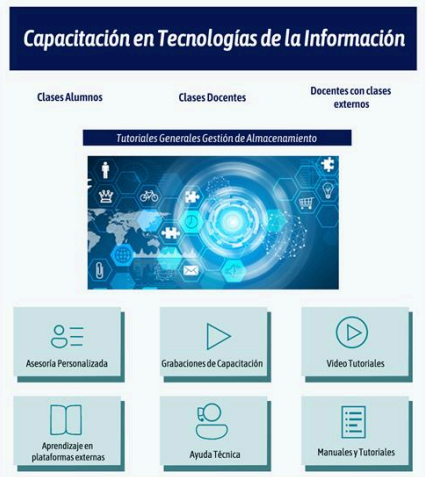 Capacitación en Tecnologías de la Información
Clases Alumnos
Clases Docentes
Docentes con clases
externos
Tutoriales Generales Gestión de Almacenamiento
Asesoría Personalizada
Grabaciones de Capacitación
Video Tutoriales
Aprendizaje en
plataformas externas
Ayuda Técnica
Manuales y Tutoriales